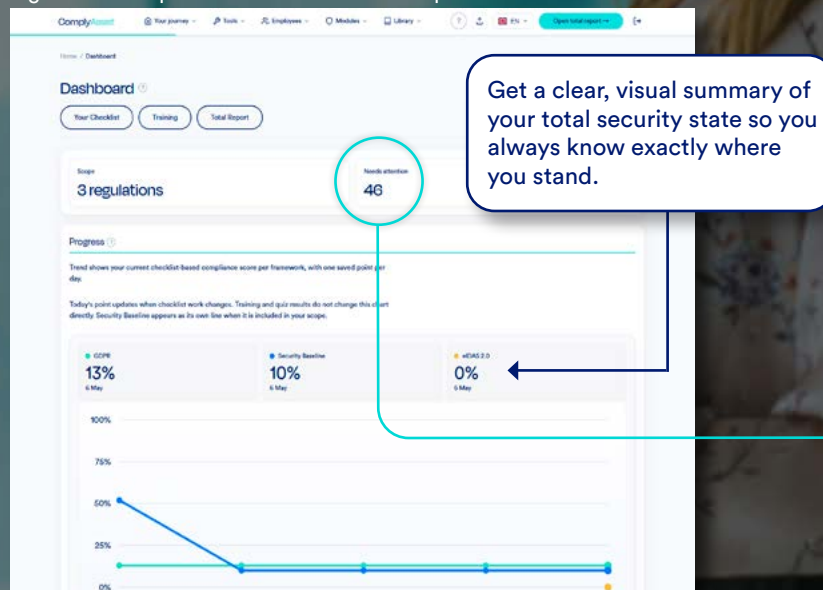 ComplyAssist
Your journey
Tools
Employees
Modules
Library
?
EN
Open total report
Home / Dashboard
Dashboard ?
Your Checklist
Training
Total Report
Get a clear, visual summary of
your total security state so you
always know exactly where
you stand.
Scope
3 regulations
Needs attention
46
Progress ?
Trend shows your current checklist-based compliance score per framework, with one saved point per
day.
Today's point updates when checklist work changes. Training and quiz results do not change this chart
directly. Security Baseline appears as its own line when it is included in your scope.
GDPR
13%
6 May
Security Baseline
10%
6 May
eIDAS 2.0
0%
6 May
100%
75%
50%
25%
0%